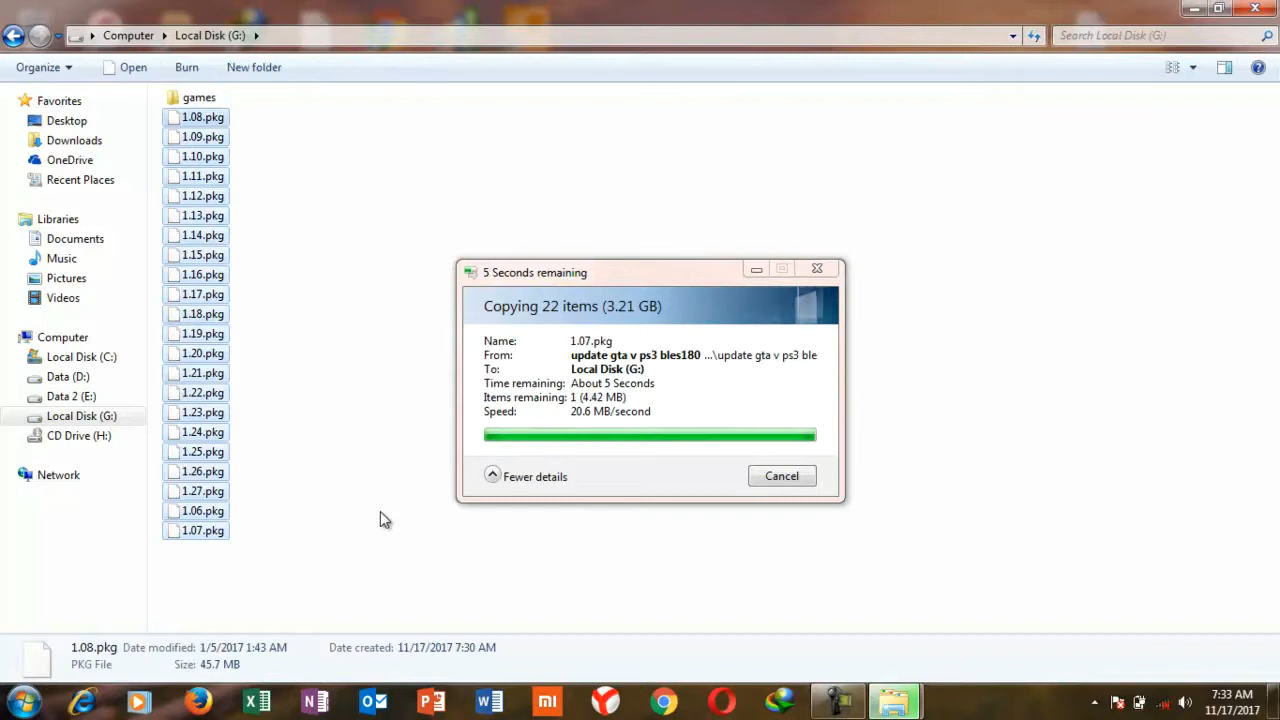 Computer Local Disk (G:) Search Local Disk (G:)
Organize Open Burn New folder
Favorites
Desktop
Downloads
OneDrive
Recent Places
Libraries
Documents
Music
Pictures
Videos
Computer
Local Disk (C:)
Data (D:)
Data 2 (E:)
Local Disk (G:)
CD Drive (H:)
Network
games
1.08.pkg
1.09.pkg
1.10.pkg
1.11.pkg
1.12.pkg
1.13.pkg
1.14.pkg
1.15.pkg
1.16.pkg
1.17.pkg
1.18.pkg
1.19.pkg
1.20.pkg
1.21.pkg
1.22.pkg
1.23.pkg
1.24.pkg
1.25.pkg
1.26.pkg
1.27.pkg
1.06.pkg
1.07.pkg
5 Seconds remaining
Copying 22 items (3.21 GB)
Name: 1.07.pkg
From: update gta v ps3 bles180 ...\update gta v ps3 ble
To: Local Disk (G:)
Time remaining: About 5 Seconds
Items remaining: 1 (4.42 MB)
Speed: 20.6 MB/second
Fewer details Cancel
1.08.pkg Date modified: 1/5/2017 1:43 AM Date created: 11/17/2017 7:30 AM
PKG File Size: 45.7 MB
7:33 AM
11/17/2017